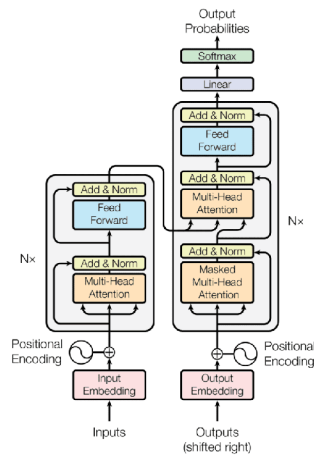 Output
Probabilities
Softmax
Linear
Add & Norm
Feed
Forward
Add & Norm
Multi-Head
Attention
Add & Norm
Masked
Multi-Head
Attention
Nx
Add & Norm
Feed
Forward
Add & Norm
Multi-Head
Attention
Nx
Positional
Encoding
Positional
Encoding
Input
Embedding
Output
Embedding
Inputs
Outputs
(shifted right)